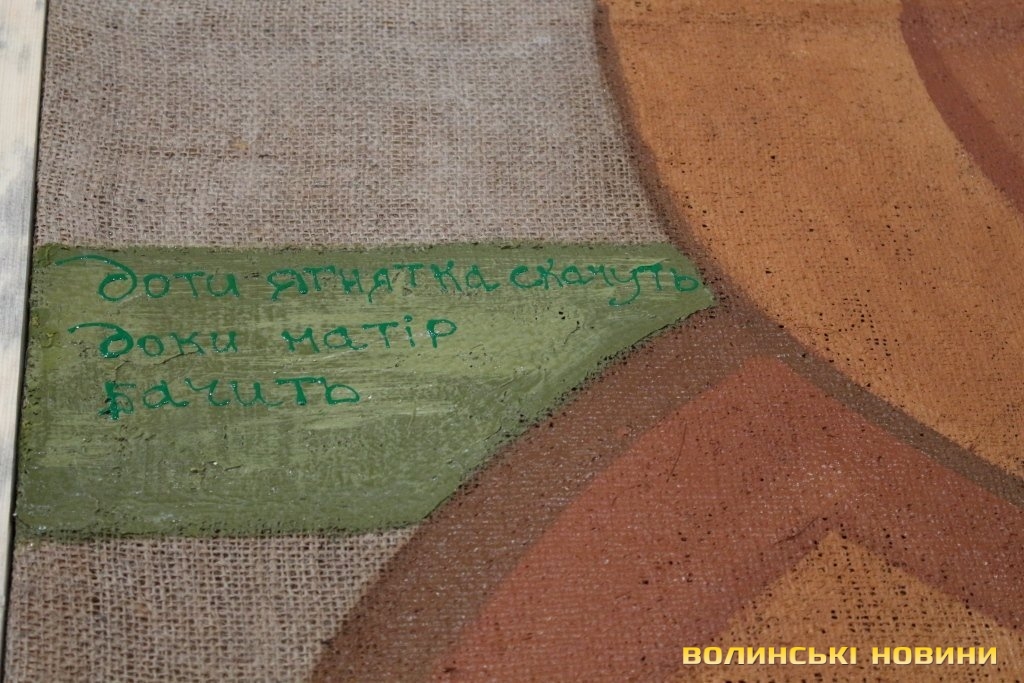 Доти ягнятка скачуть
Доки матір
бачить
ВОЛИНСЬКІ НОВИНИ